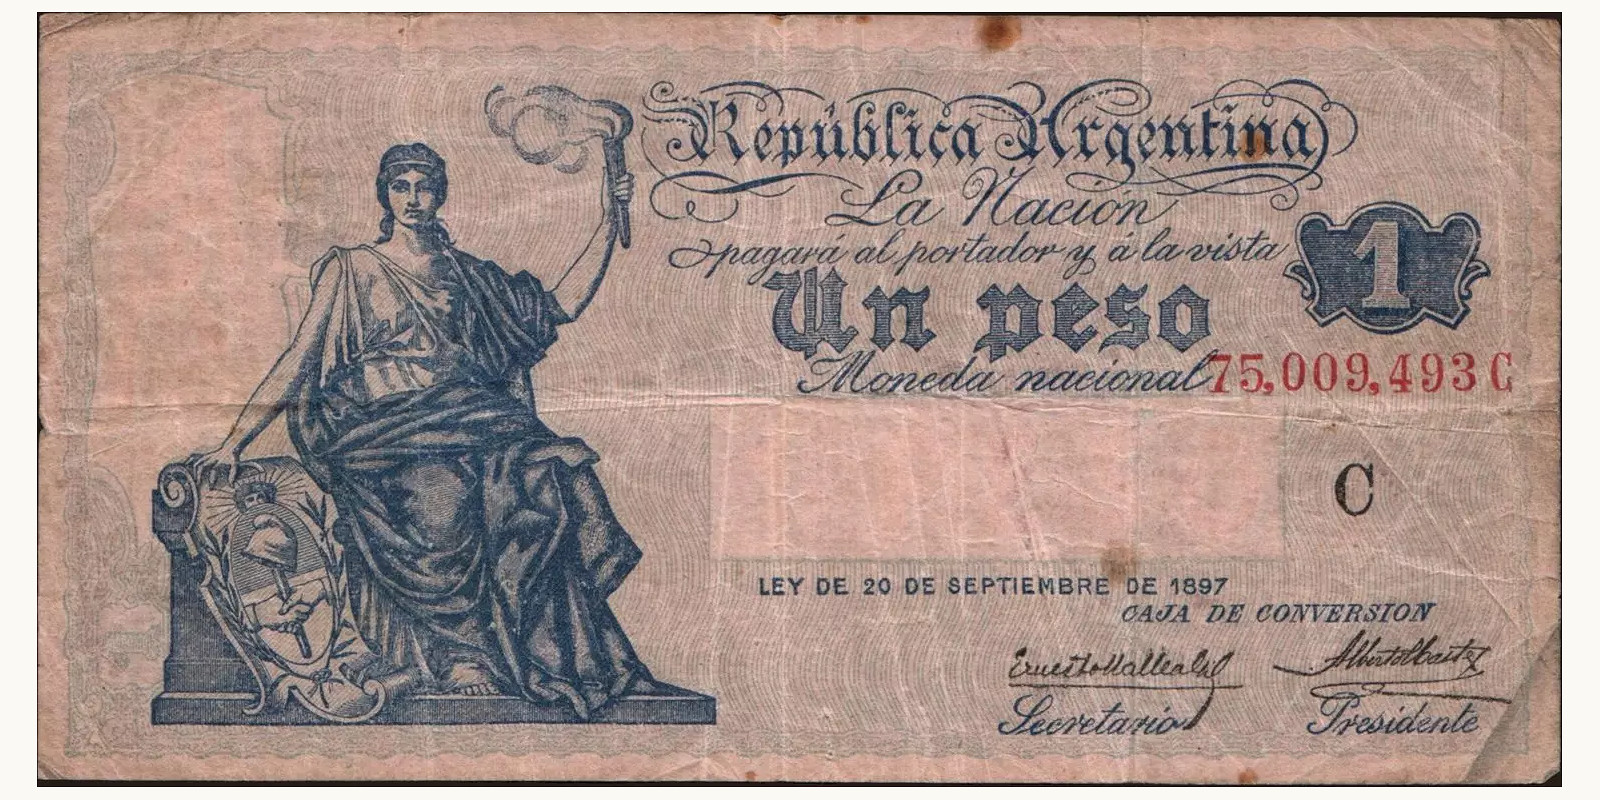 República Argentina
La Nación
pagará al portador y á la vista
1
Un peso
Moneda nacional 75,009,493 C
C
LEY DE 20 DE SEPTIEMBRE DE 1897
CAJA DE CONVERSION
Secretario Presidente